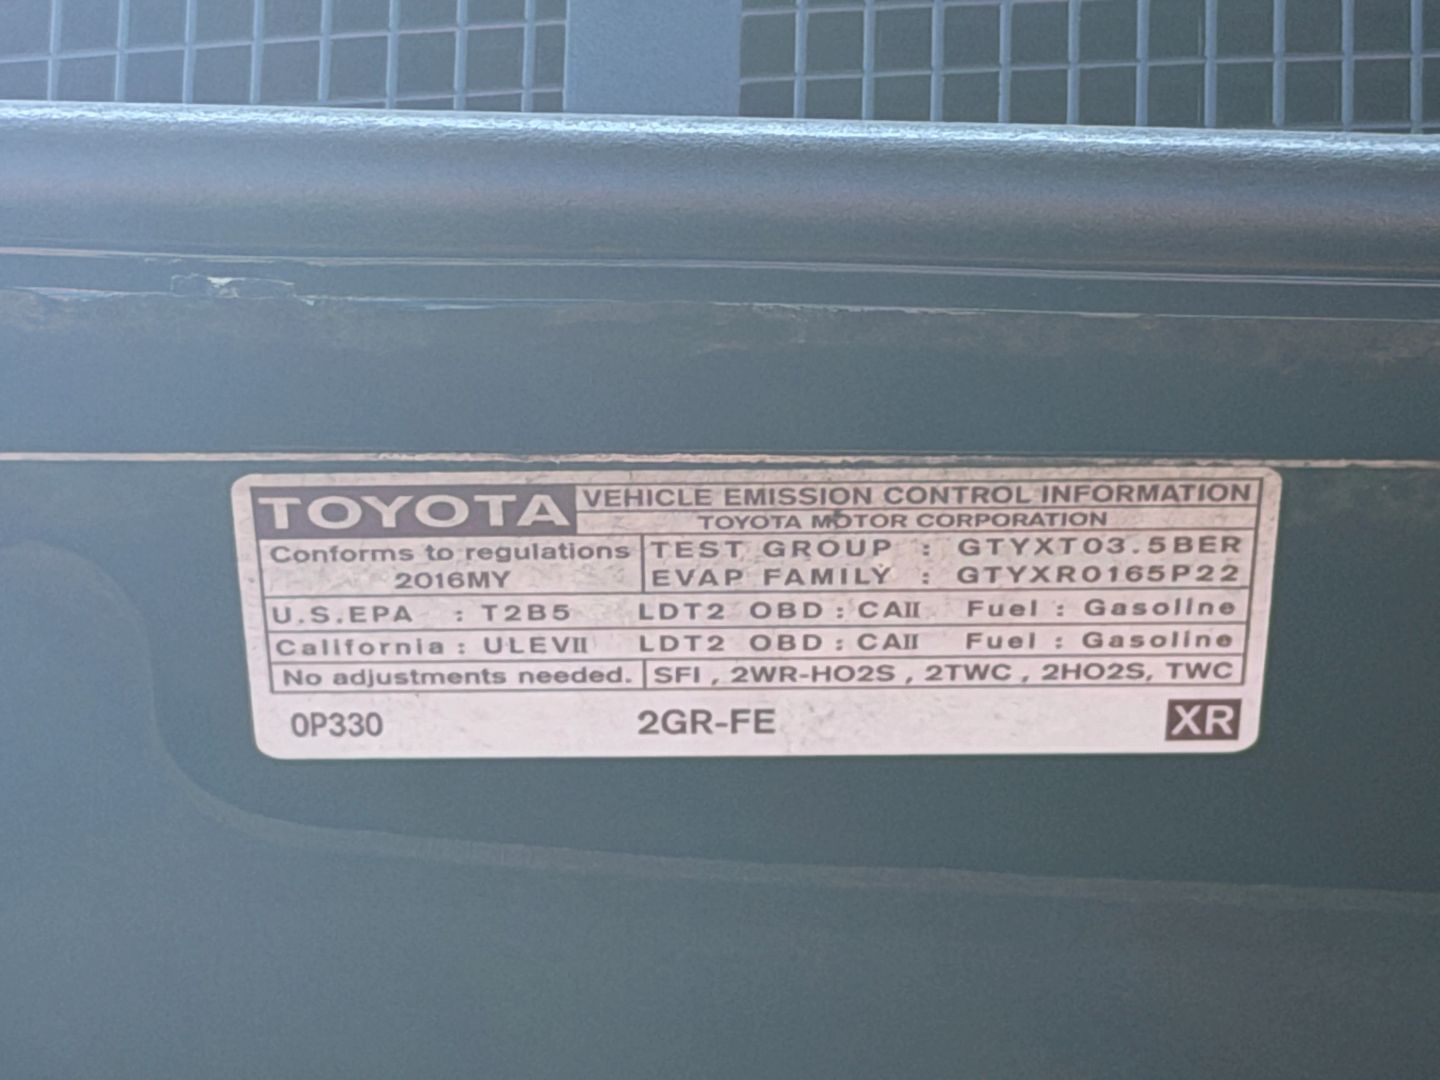 TOYOTA VEHICLE EMISSION CONTROL INFORMATION
TOYOTA MOTOR CORPORATION
Conforms to regulations
2016MY
TEST GROUP : GTYXT03.5BER
EVAP FAMILY : GTYXR0165P22
U.S.EPA : T2B5 LDT2 OBD : CAII Fuel : Gasoline
California : ULEVII LDT2 OBD : CAII Fuel : Gasoline
No adjustments needed. SFI , 2WR-HO2S , 2TWC , 2HO2S, TWC
0P330 2GR-FE XR